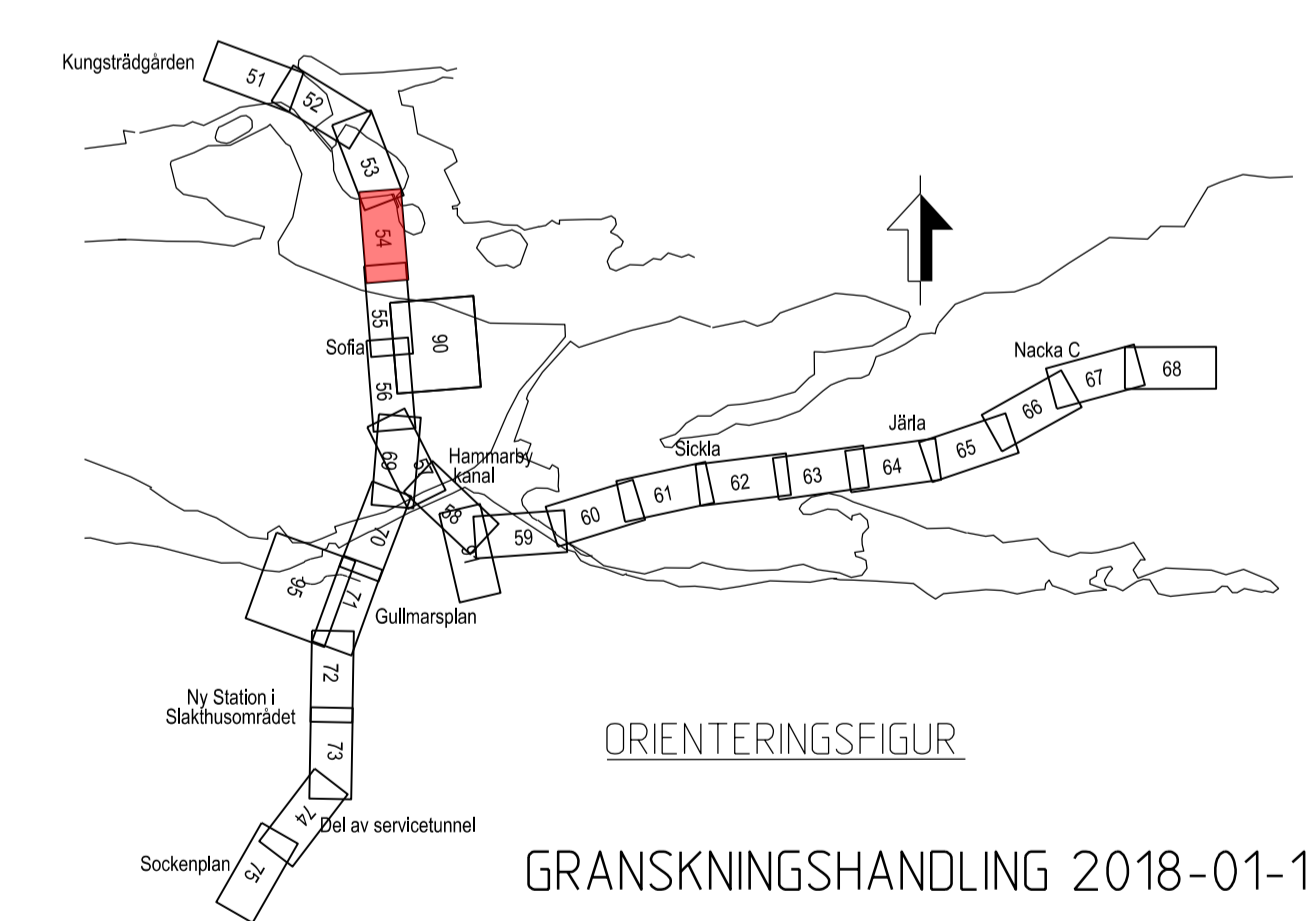 Kungsträdgården
51
52
53
54
55
Sofia
90
56
69
Hammarby
kanal
58
59
60
61
Sickla
62
63
64
Järla
65
66
Nacka C
67
68
70
95
71
Gullmarsplan
72
Ny Station i
Slakthusområdet
73
74
Del av servicetunnel
Sockenplan
75
ORIENTERINGSFIGUR
GRANSKNINGSHANDLING 2018-01-1